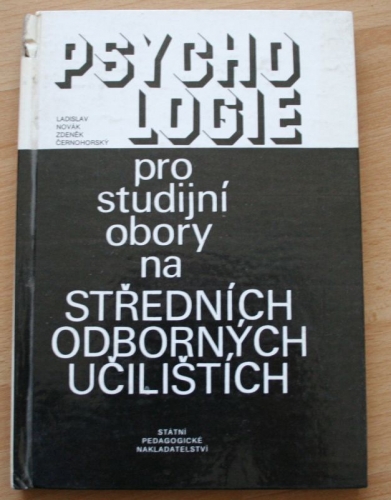 PSYCHO
LOGIE
LADISLAV
NOVÁK
ZDENĚK
ČERNOHORSKÝ
pro
studijní
obory
na
STŘEDNÍCH
ODBORNÝCH
UČILIŠTÍCH
STÁTNÍ
PEDAGOGICKÉ
NAKLADATELSTVÍ